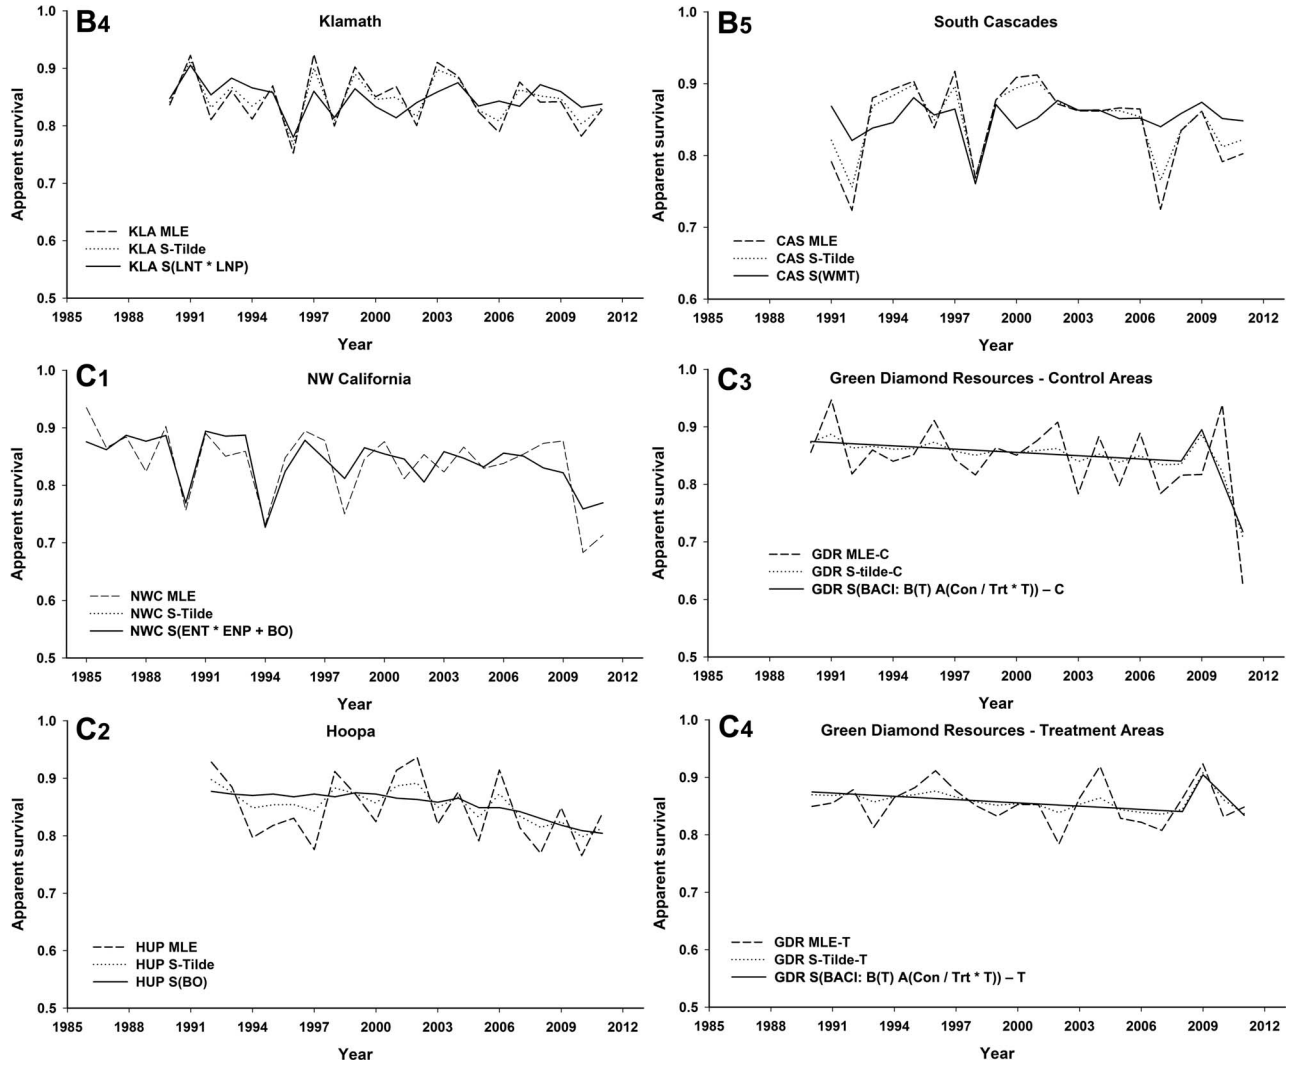 B4
Klamath
Apparent survival
1.0
0.9
0.8
0.7
0.6
0.5
KLA MLE
KLA S-Tilde
KLA S(LNT * LNP)
1985 1988 1991 1994 1997 2000 2003 2006 2009 2012
Year
B5
South Cascades
Apparent survival
1.0
0.9
0.8
0.7
0.6
CAS MLE
CAS S-Tilde
CAS S(WMT)
1985 1988 1991 1994 1997 2000 2003 2006 2009 2012
Year
C1
NW California
Apparent survival
1.0
0.9
0.8
0.7
0.6
0.5
NWC MLE
NWC S-Tilde
NWC S(ENT * ENP + BO)
1985 1988 1991 1994 1997 2000 2003 2006 2009 2012
Year
C3
Green Diamond Resources - Control Areas
Apparent survival
1.0
0.9
0.8
0.7
0.6
0.5
GDR MLE-C
GDR S-tilde-C
GDR S(BACI: B(T) A(Con / Trt * T)) – C
1985 1988 1991 1994 1997 2000 2003 2006 2009 2012
Year
C2
Hoopa
Apparent survival
1.0
0.9
0.8
0.7
0.6
0.5
HUP MLE
HUP S-Tilde
HUP S(BO)
1985 1988 1991 1994 1997 2000 2003 2006 2009 2012
Year
C4
Green Diamond Resources - Treatment Areas
Apparent survival
1.0
0.9
0.8
0.7
0.6
0.5
GDR MLE-T
GDR S-Tilde-T
GDR S(BACI: B(T) A(Con / Trt * T)) – T
1985 1988 1991 1994 1997 2000 2003 2006 2009 2012
Year